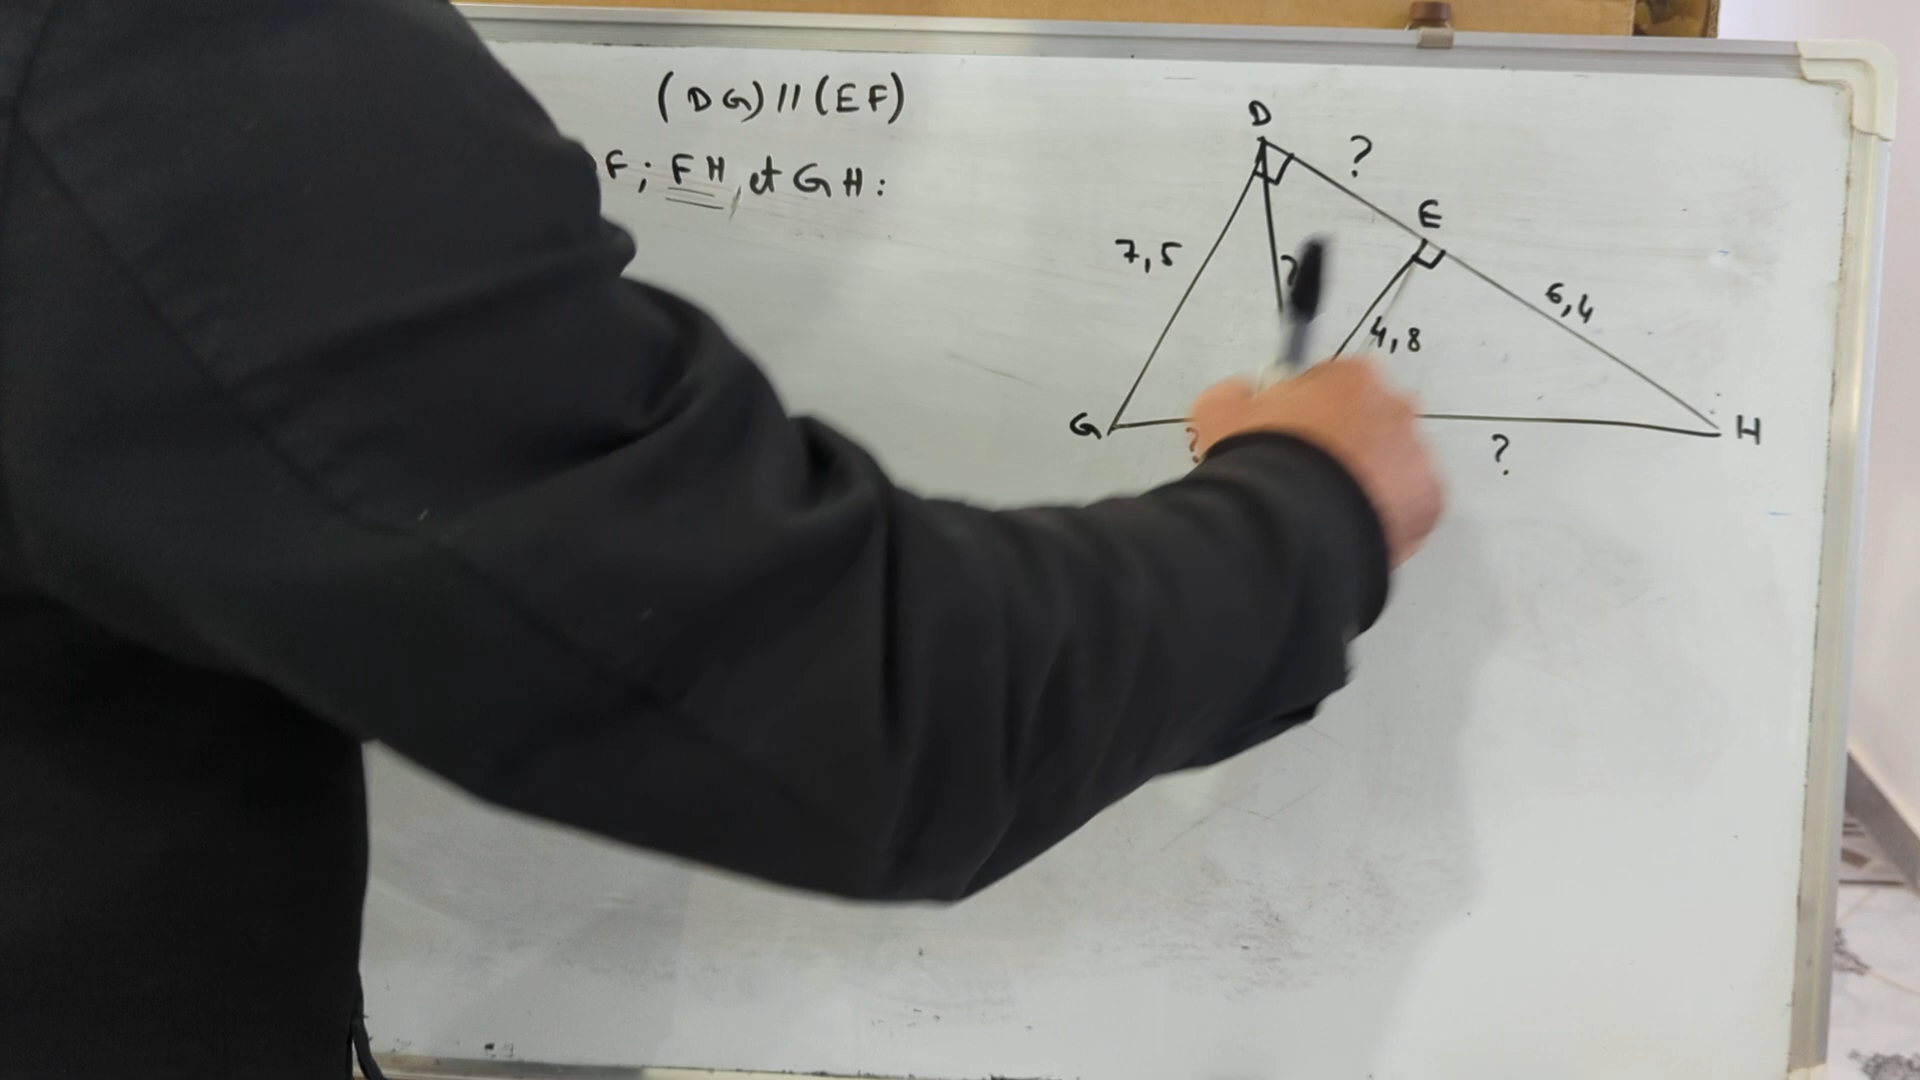 (DG)//(EF)
F; FH, et GH:
D
?
E
7,5
?
6,4
4,8
G
H
?
?